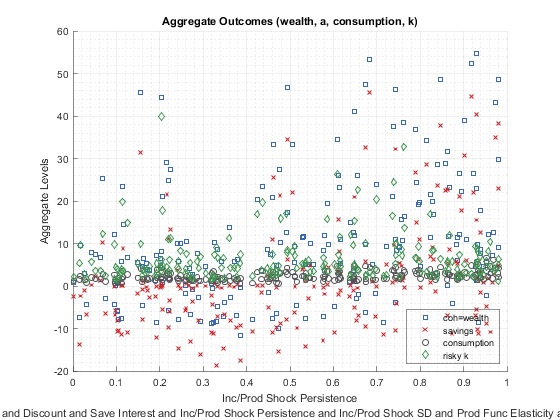 Aggregate Outcomes (wealth, a, consumption, k)
60
50
40
30
20
10
0
-10
-20
Aggregate Levels
0 0.1 0.2 0.3 0.4 0.5 0.6 0.7 0.8 0.9 1
coh=wealth
savings
consumption
risky k
Inc/Prod Shock Persistence
and Discount and Save Interest and Inc/Prod Shock Persistence and Inc/Prod Shock SD and Prod Func Elasticity a